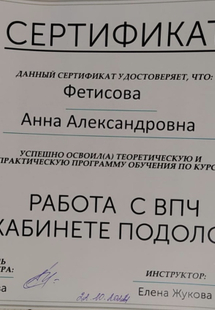 СЕРТИФИКАТ
ДАННЫЙ СЕРТИФИКАТ УДОСТОВЕРЯЕТ, ЧТО:
Фетисова
Анна Александровна
УСПЕШНО ОСВОИЛ(А) ТЕОРЕТИЧЕСКУЮ И
ПРАКТИЧЕСКУЮ ПРОГРАММУ ОБУЧЕНИЯ ПО КУРС
РАБОТА С ВПЧ
КАБИНЕТЕ ПОДОЛО
ИНСТРУКТОР:
Елена Жукова